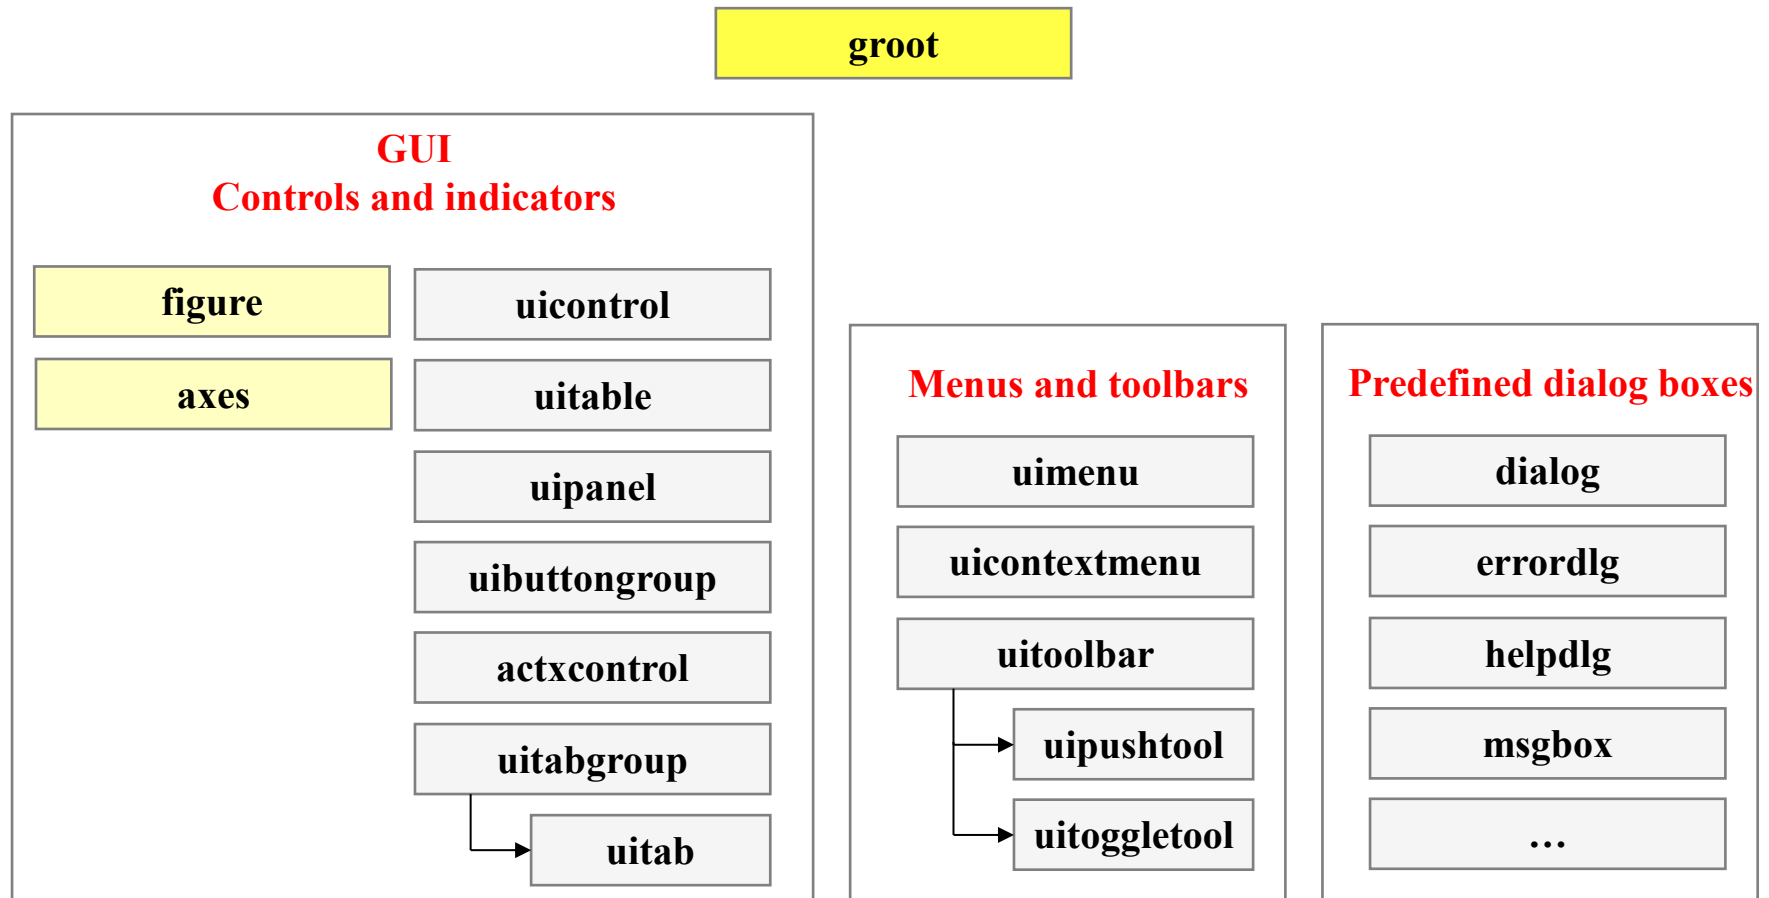 groot
GUI
Controls and indicators
figure
axes
uicontrol
uitable
uipanel
uibuttongroup
actxcontrol
uitabgroup
uitab
Menus and toolbars
uimenu
uicontextmenu
uitoolbar
uipushtool
uitoggletool
Predefined dialog boxes
dialog
errordlg
helpdlg
msgbox
…